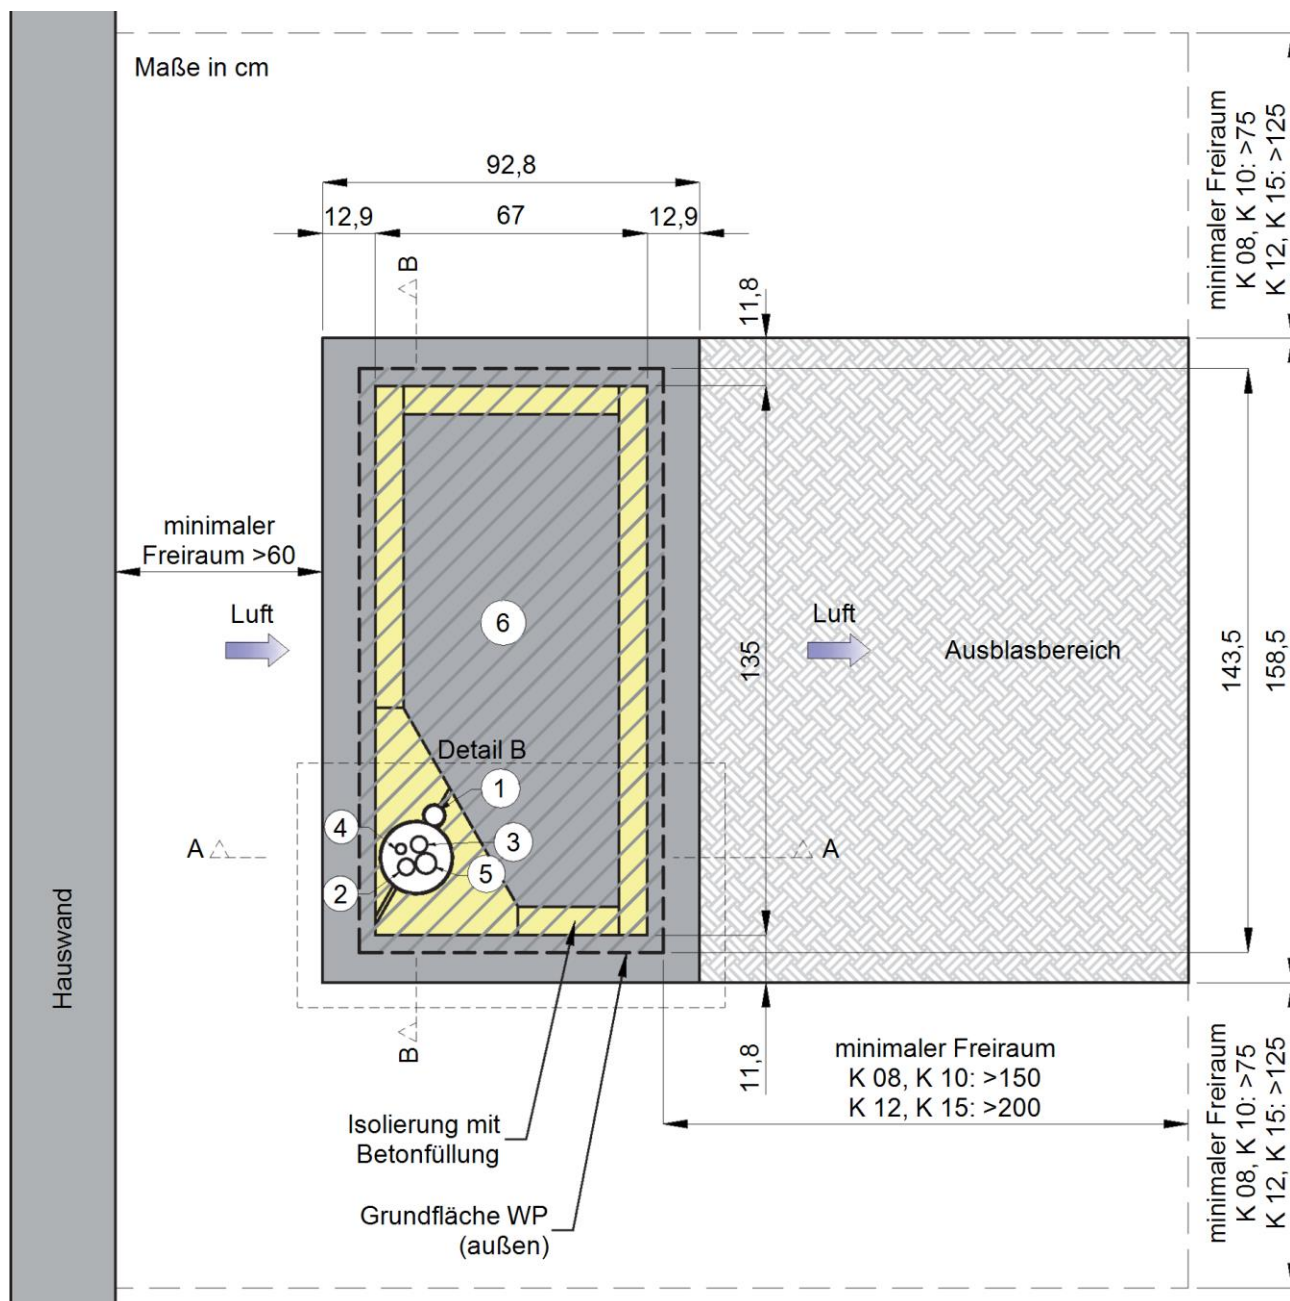 Maße in cm
minimaler Freiraum
K 08, K 10: >75
K 12, K 15: >125
92,8
12,9
67
12,9
B
11,8
minimaler
Freiraum >60
Luft
6
Luft
135
Ausblasbereich
143,5
158,5
Detail B
1
4
3
A
A
5
2
Hauswand
B
11,8
minimaler Freiraum
K 08, K 10: >150
K 12, K 15: >200
minimaler Freiraum
K 08, K 10: >75
K 12, K 15: >125
Isolierung mit
Betonfüllung
Grundfläche WP
(außen)